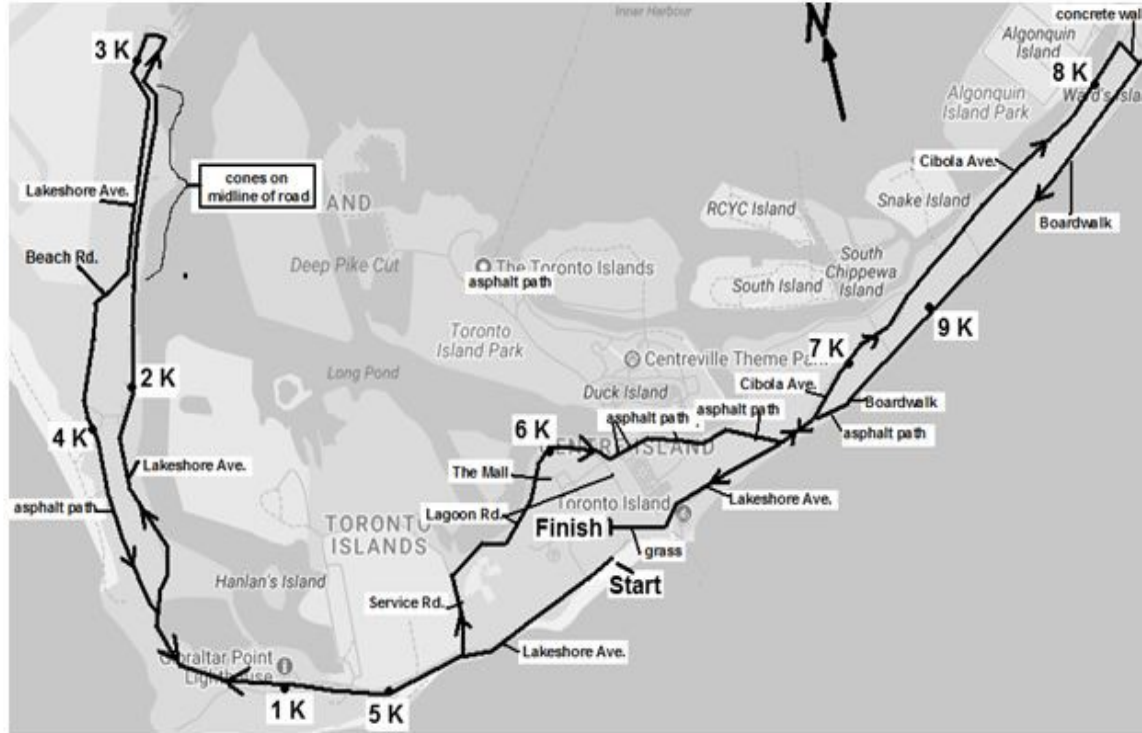 Inner Harbour
N
concrete wal
Algonquin
Island
3 K
8 K
Algonquin
Island Park
Cibola Ave.
Lakeshore Ave.
cones on
midline of road
AND
RCYC Island
Snake Island
Boardwalk
Beach Rd.
Deep Pike Cut
The Toronto Islands
asphalt path
South
Chippewa
Island
South Island
9 K
Toronto
Island Park
Centreville Theme Par
7 K
2 K
Long Pond
Duck Island
Cibola Ave.
Boardwalk
asphalt path
asphalt path
asphalt path
4 K
6 K
Lakeshore Ave.
The Mall
asphalt path
Lagoon Rd.
Toronto Island
Lakeshore Ave.
TORONTO
ISLANDS
Finish
grass
Hanlan's Island
Start
Service Rd.
Lakeshore Ave.
Gibraltar Point
Lighthouse
1 K
5 K